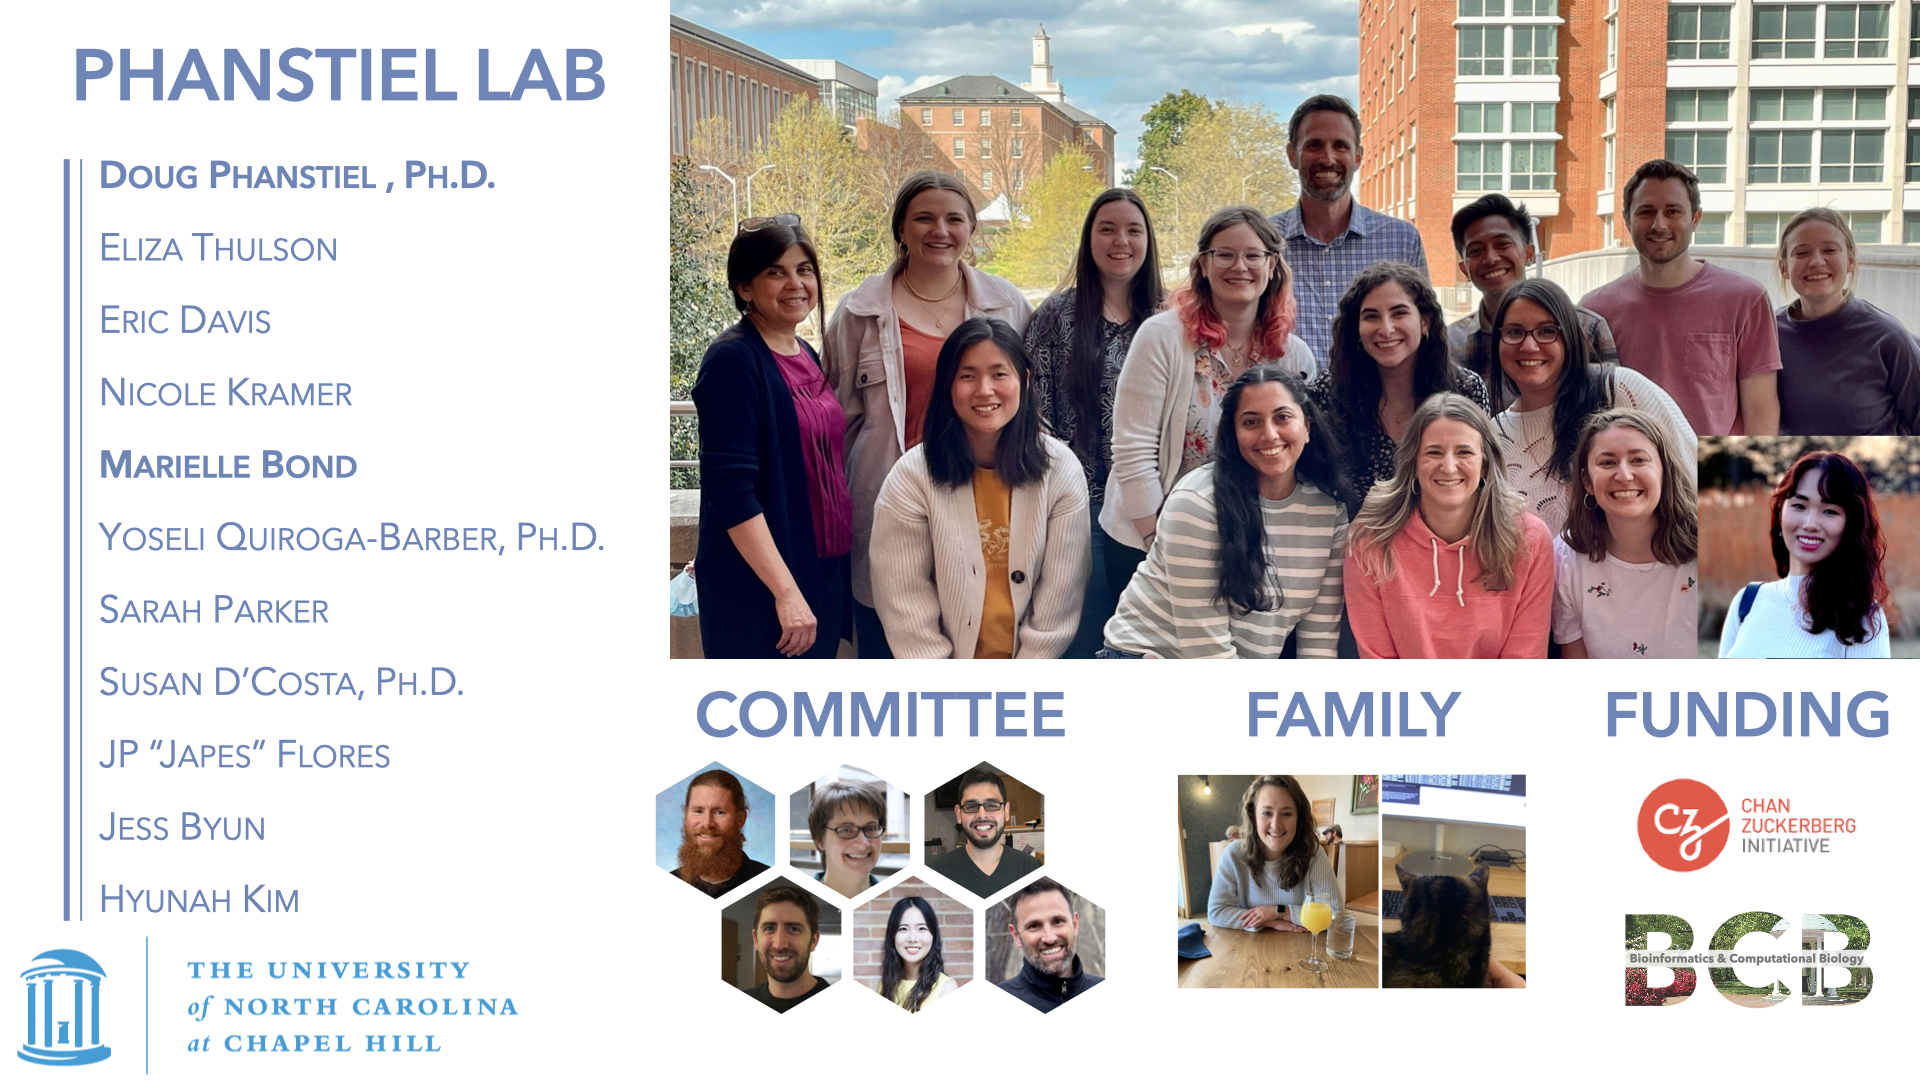 PHANSTIEL LAB
DOUG PHANSTIEL , PH.D.
ELIZA THULSON
ERIC DAVIS
NICOLE KRAMER
MARIELLE BOND
YOSELI QUIROGA-BARBER, PH.D.
SARAH PARKER
SUSAN D’COSTA, PH.D.
JP “JAPES” FLORES
JESS BYUN
HYUNAH KIM
THE UNIVERSITY
of NORTH CAROLINA
at CHAPEL HILL
COMMITTEE
FAMILY
FUNDING
CZ
CHAN
ZUCKERBERG
INITIATIVE
BCB
Bioinformatics & Computational Biology